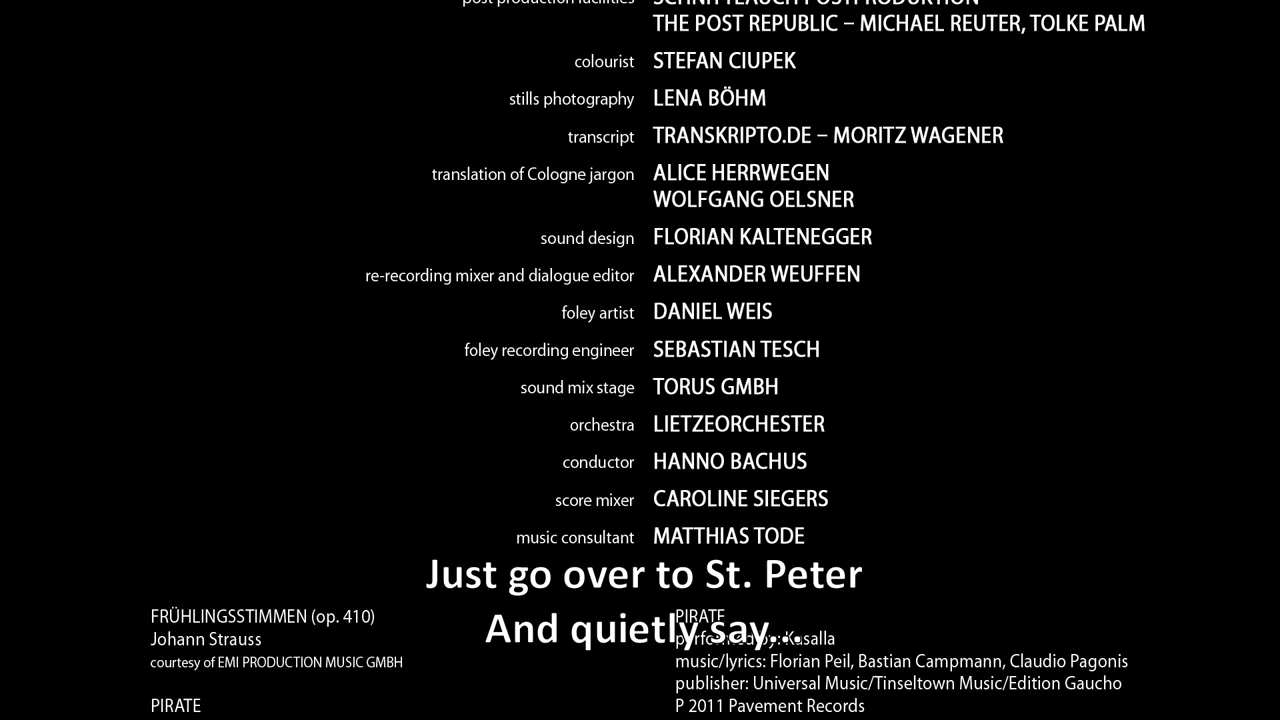 THE POST REPUBLIC – MICHAEL REUTER, TOLKE PALM
colourist STEFAN CIUPEK
stills photography LENA BÖHM
transcript TRANSKRIPTO.DE – MORITZ WAGENER
translation of Cologne jargon ALICE HERRWEGEN
WOLFGANG OELSNER
sound design FLORIAN KALTENEGGER
re-recording mixer and dialogue editor ALEXANDER WEUFFEN
foley artist DANIEL WEIS
foley recording engineer SEBASTIAN TESCH
sound mix stage TORUS GMBH
orchestra LIETZEORCHESTER
conductor HANNO BACHUS
score mixer CAROLINE SIEGERS
music consultant MATTHIAS TODE
Just go over to St. Peter
And quietly say...
FRÜHLINGSSTIMMEN (op. 410)
Johann Strauss
courtesy of EMI PRODUCTION MUSIC GMBH
PIRATE
PIRATE
performed by: Kasalla
music/lyrics: Florian Peil, Bastian Campmann, Claudio Pagonis
publisher: Universal Music/Tinseltown Music/Edition Gaucho
P 2011 Pavement Records